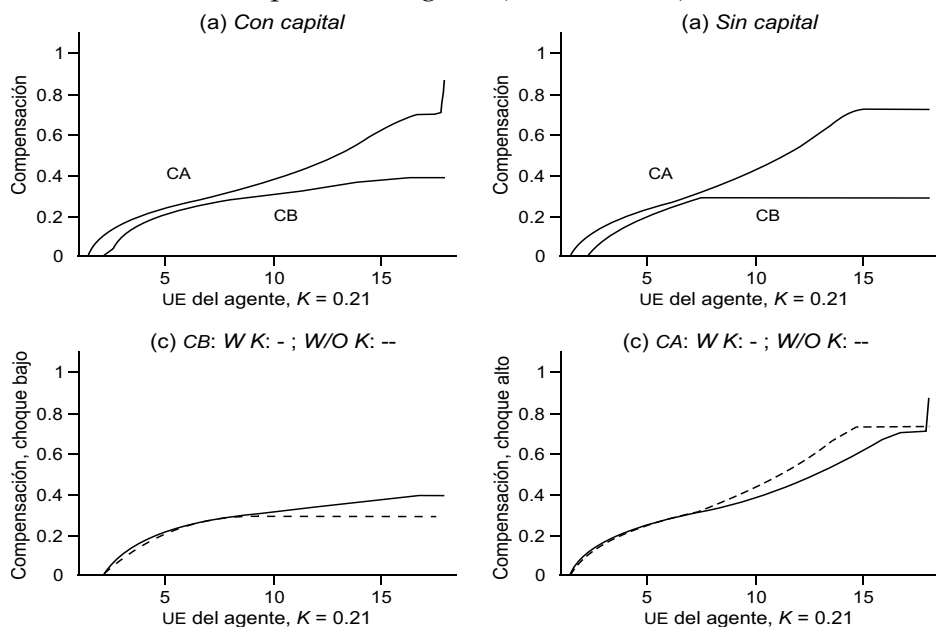 (a) Con capital
Compensación
1
0.8
0.6
0.4
0.2
0
CA
CB
5
10
15
UE del agente, K = 0.21
(a) Sin capital
Compensación
1
0.8
0.6
0.4
0.2
0
CA
CB
5
10
15
UE del agente, K = 0.21
(c) CB: W K: - ; W/O K: --
Compensación, choque bajo
1
0.8
0.6
0.4
0.2
0
5
10
15
UE del agente, K = 0.21
(c) CA: W K: - ; W/O K: --
Compensación, choque alto
1
0.8
0.6
0.4
0.2
0
5
10
15
UE del agente, K = 0.21